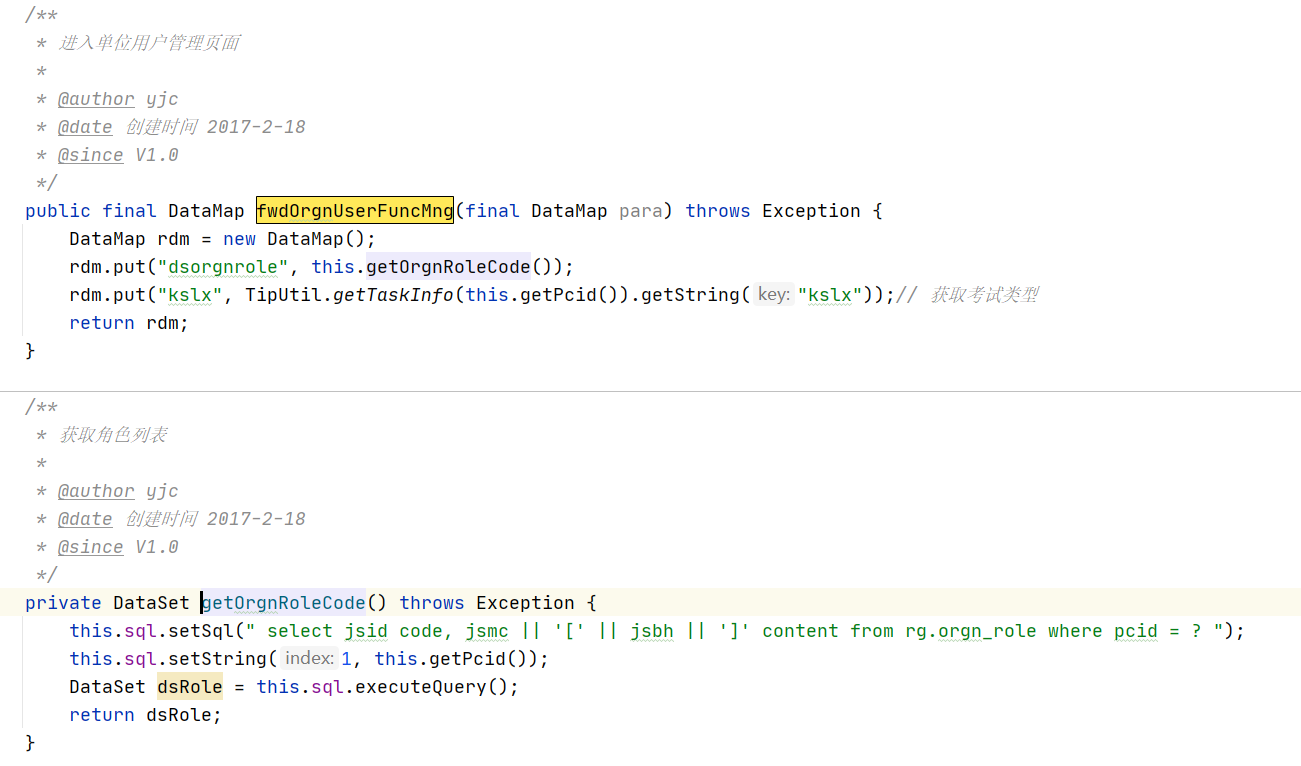 /**
 * 进入单位用户管理页面
 *
 * @author yjc
 * @date 创建时间 2017-2-18
 * @since V1.0
 */
public final DataMap fwdOrgnUserFuncMng(final DataMap para) throws Exception {
    DataMap rdm = new DataMap();
    rdm.put("dsorgnrole", this.getOrgnRoleCode());
    rdm.put("kslx", TipUtil.getTaskInfo(this.getPcid()).getString( key: "kslx"));// 获取考试类型
    return rdm;
}
/**
 * 获取角色列表
 *
 * @author yjc
 * @date 创建时间 2017-2-18
 * @since V1.0
 */
private DataSet getOrgnRoleCode() throws Exception {
    this.sql.setSql(" select jsid code, jsmc || '[' || jsbh || ']' content from rg.orgn_role where pcid = ? ");
    this.sql.setString( index: 1, this.getPcid());
    DataSet dsRole = this.sql.executeQuery();
    return dsRole;
}